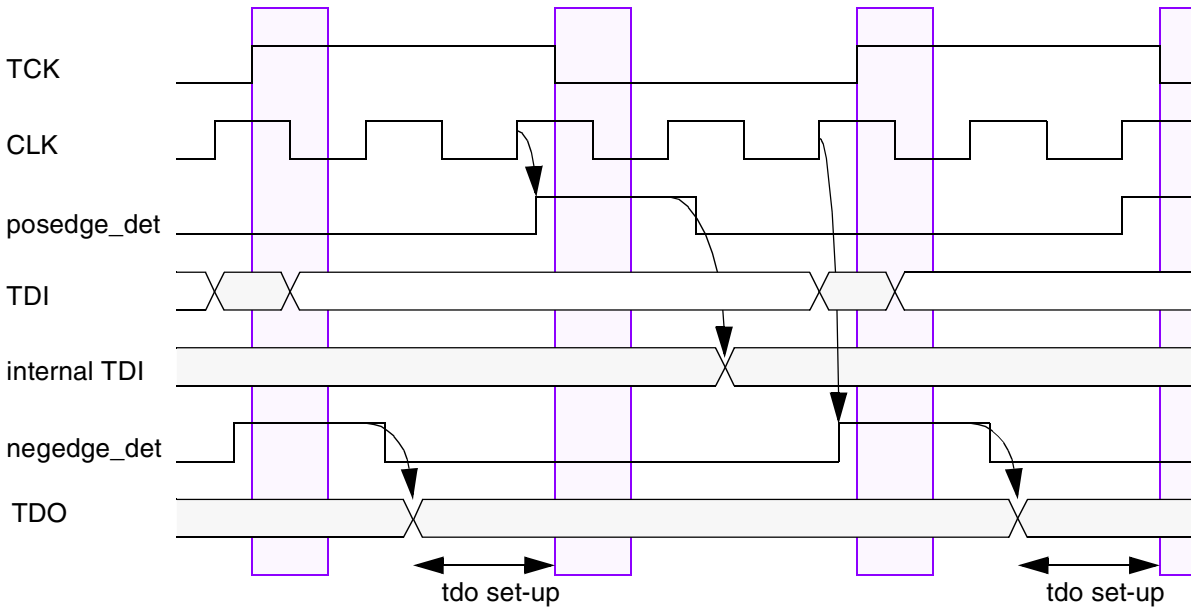 TCK
CLK
posedge_det
TDI
internal TDI
negedge_det
TDO
tdo set-up
tdo set-up